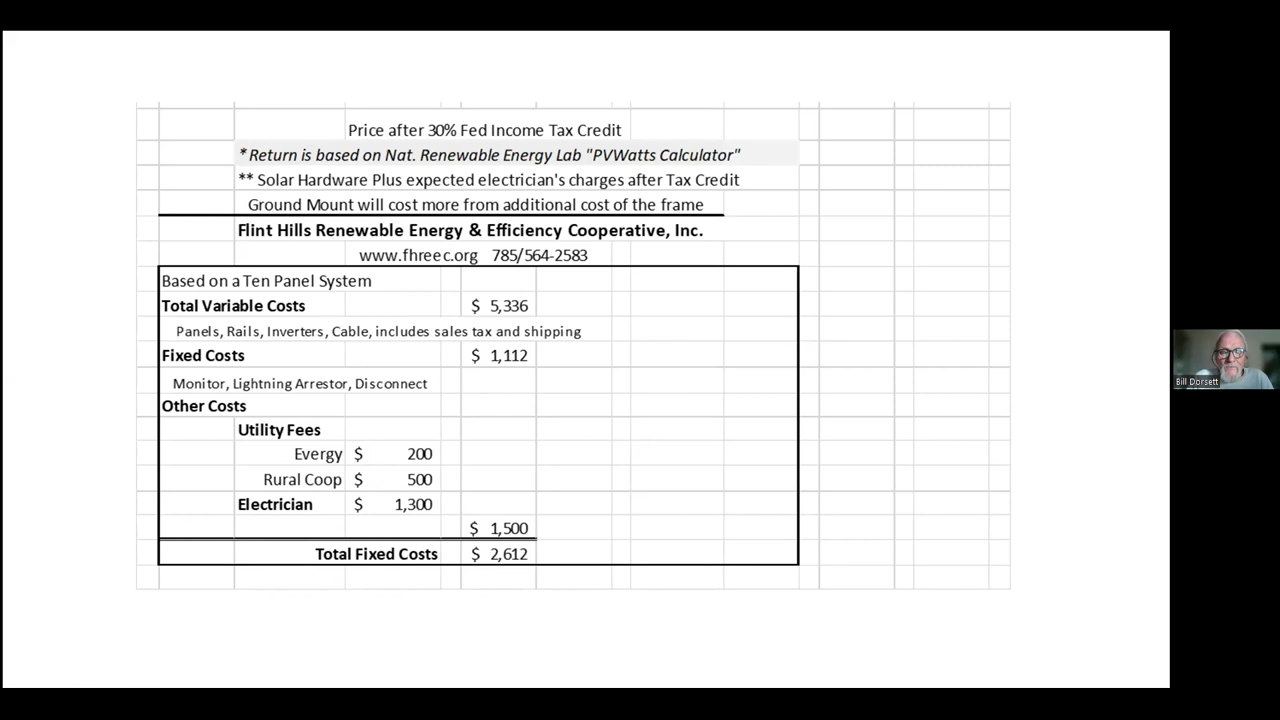 Price after 30% Fed Income Tax Credit
* Return is based on Nat. Renewable Energy Lab "PVWatts Calculator"
** Solar Hardware Plus expected electrician's charges after Tax Credit
Ground Mount will cost more from additional cost of the frame
Flint Hills Renewable Energy & Efficiency Cooperative, Inc.
www.fhreec.org 785/564-2583
Based on a Ten Panel System
Total Variable Costs $ 5,336
Panels, Rails, Inverters, Cable, includes sales tax and shipping
Fixed Costs $ 1,112
Monitor, Lightning Arrestor, Disconnect
Other Costs
Utility Fees
Evergy $ 200
Rural Coop $ 500
Electrician $ 1,300
$ 1,500
Total Fixed Costs $ 2,612
Bill Dorsett